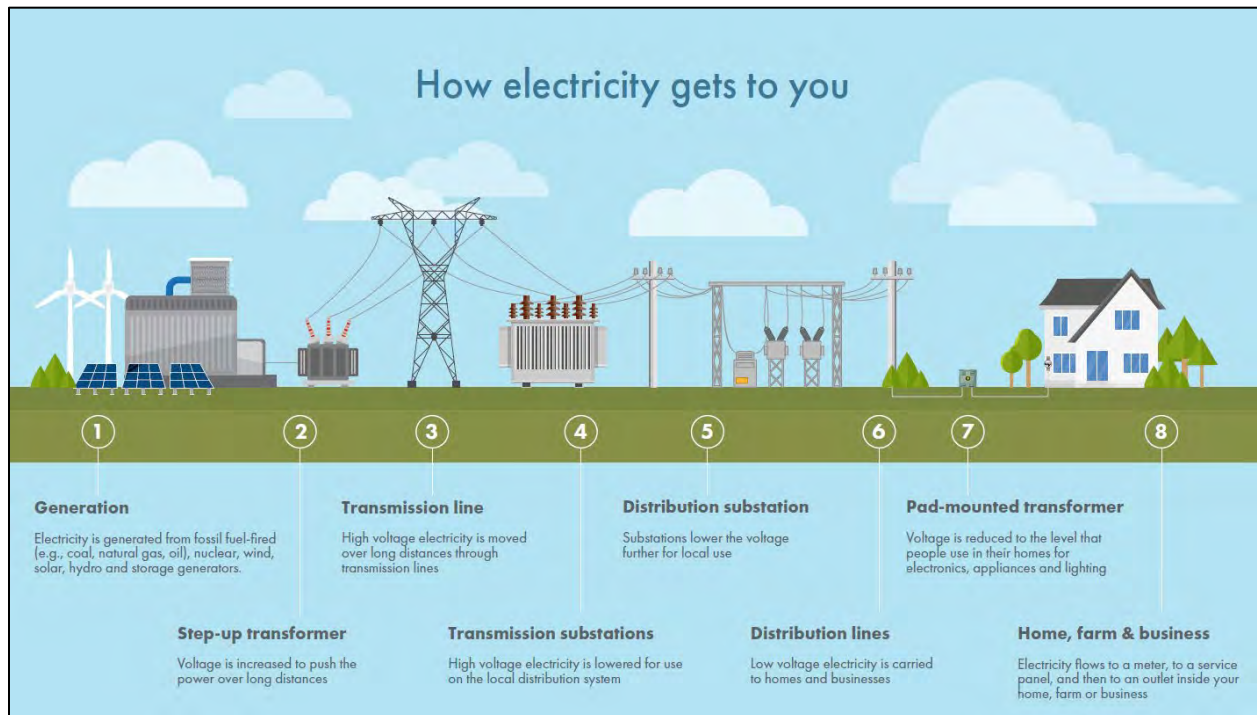 How electricity gets to you
1
2
3
4
5
6
7
8
Generation
Electricity is generated from fossil fuel-fired
(e.g., coal, natural gas, oil), nuclear, wind,
solar, hydro and storage generators.
Step-up transformer
Voltage is increased to push the
power over long distances
Transmission line
High voltage electricity is moved
over long distances through
transmission lines
Transmission substations
High voltage electricity is lowered for use
on the local distribution system
Distribution substation
Substations lower the voltage
further for local use
Distribution lines
Low voltage electricity is carried
to homes and businesses
Pad-mounted transformer
Voltage is reduced to the level that
people use in their homes for
electronics, appliances and lighting
Home, farm & business
Electricity flows to a meter, to a service
panel, and then to an outlet inside your
home, farm or business